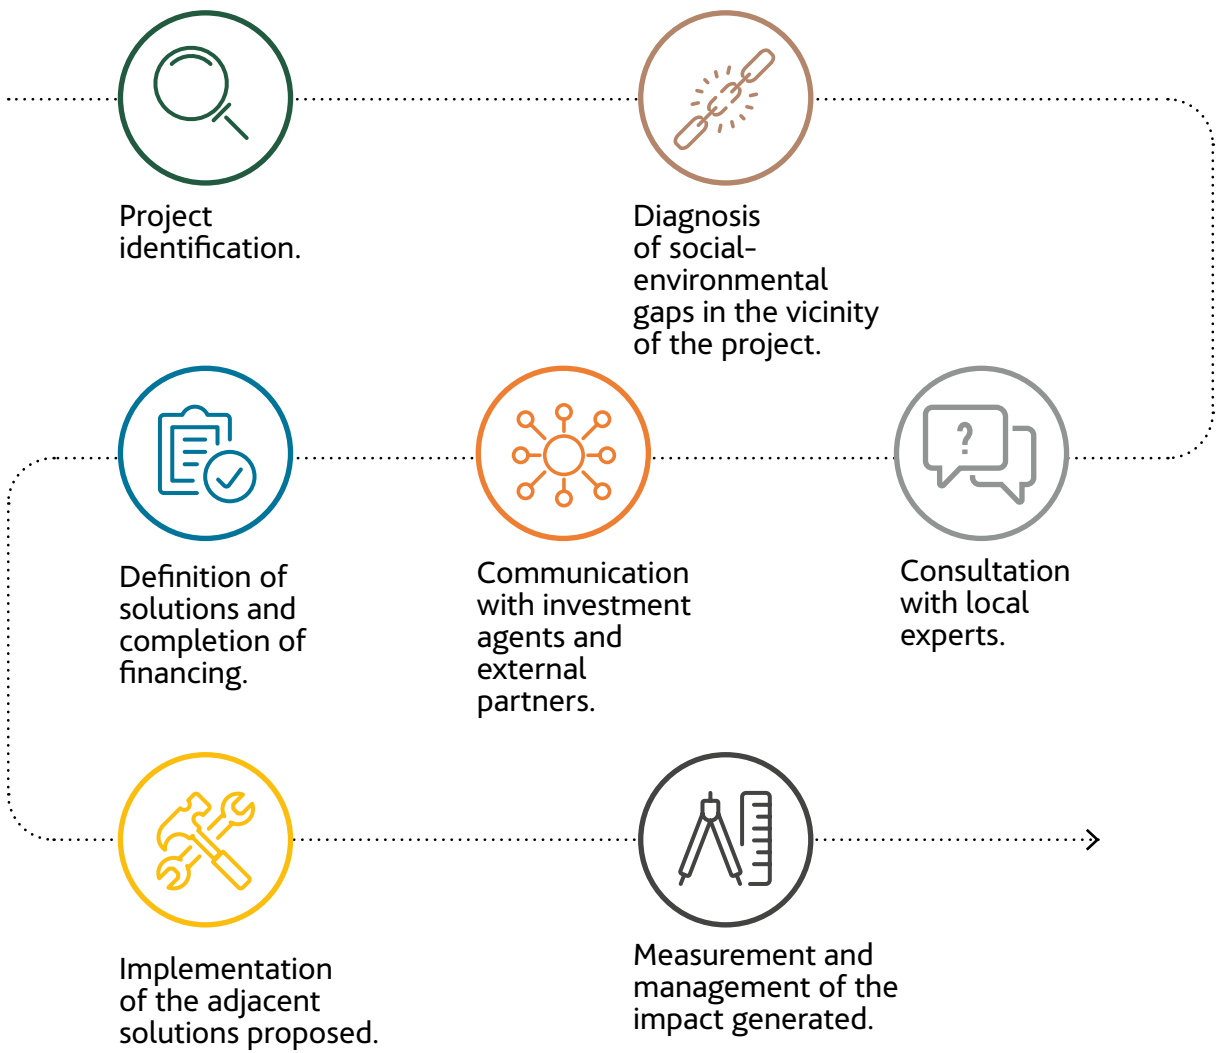 Project
identification.
Diagnosis
of social-
environmental
gaps in the vicinity
of the project.
?
Consultation
with local
experts.
Communication
with investment
agents and
external
partners.
Definition of
solutions and
completion of
financing.
Implementation
of the adjacent
solutions proposed.
Measurement and
management of the
impact generated.